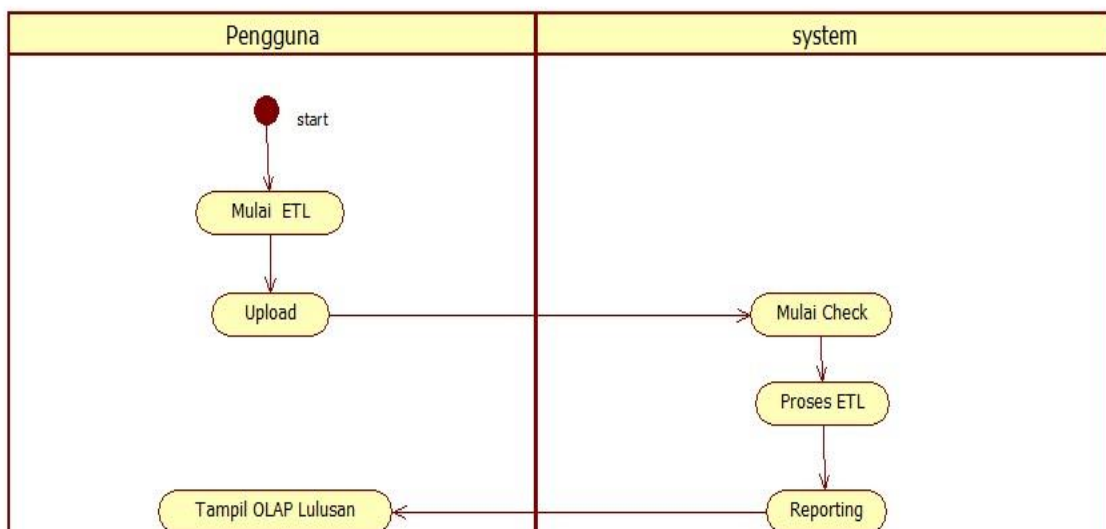 Pengguna
system
start
Mulai ETL
Upload
Mulai Check
Proses ETL
Tampil OLAP Lulusan
Reporting